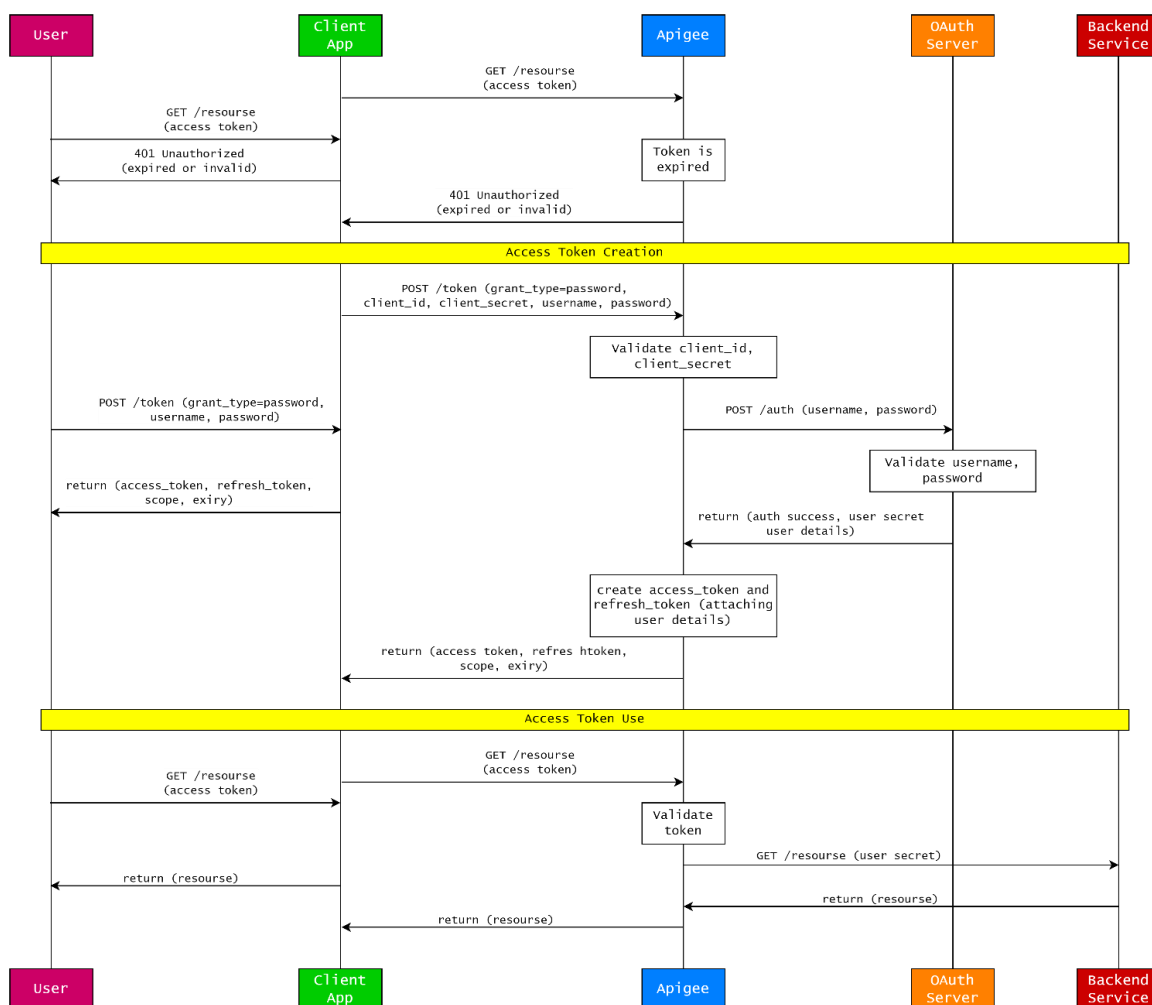 User
Client
App
Apigee
OAuth
Server
Backend
Service
GET /resourse
(access token)
GET /resourse
(access token)
Token is
expired
401 Unauthorized
(expired or invalid)
401 Unauthorized
(expired or invalid)
Access Token Creation
POST /token (grant_type=password,
client_id, client_secret, username, password)
Validate client_id,
client_secret
POST /token (grant_type=password,
username, password)
POST /auth (username, password)
Validate username,
password
return (access_token, refresh_token,
scope, exiry)
return (auth success, user secret
user details)
create access_token and
refresh_token (attaching
user details)
return (access token, refres htoken,
scope, exiry)
Access Token Use
GET /resourse
(access token)
GET /resourse
(access token)
Validate
token
GET /resourse (user secret)
return (resourse)
return (resourse)
return (resourse)
User
Client
App
Apigee
OAuth
Server
Backend
Service